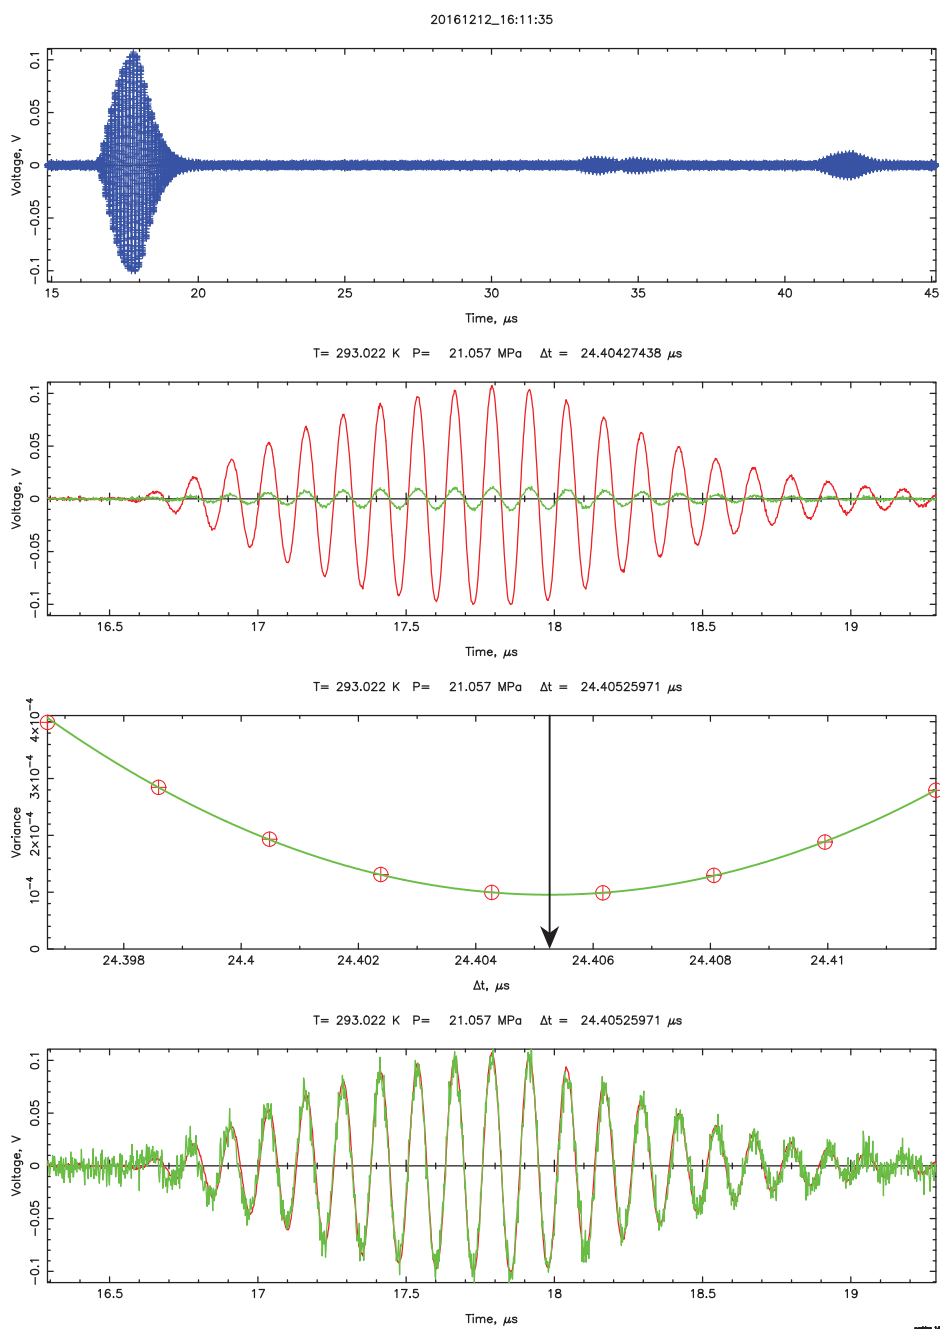 20161212_16:11:35
0.1
0.05
0
−0.05
−0.1
Voltage, V
15 20 25 30 35 40 45
Time, μs
T= 293.022 K P= 21.057 MPa Δt = 24.40427438 μs
0.1
0.05
0
−0.05
−0.1
Voltage, V
16.5 17 17.5 18 18.5 19
Time, μs
T= 293.022 K P= 21.057 MPa Δt = 24.40525971 μs
4×10⁻⁴
3×10⁻⁴
2×10⁻⁴
10⁻⁴
0
Variance
24.398 24.4 24.402 24.404 24.406 24.408 24.41
Δt, μs
T= 293.022 K P= 21.057 MPa Δt = 24.40525971 μs
0.1
0.05
0
−0.05
−0.1
Voltage, V
16.5 17 17.5 18 18.5 19
Time, μs